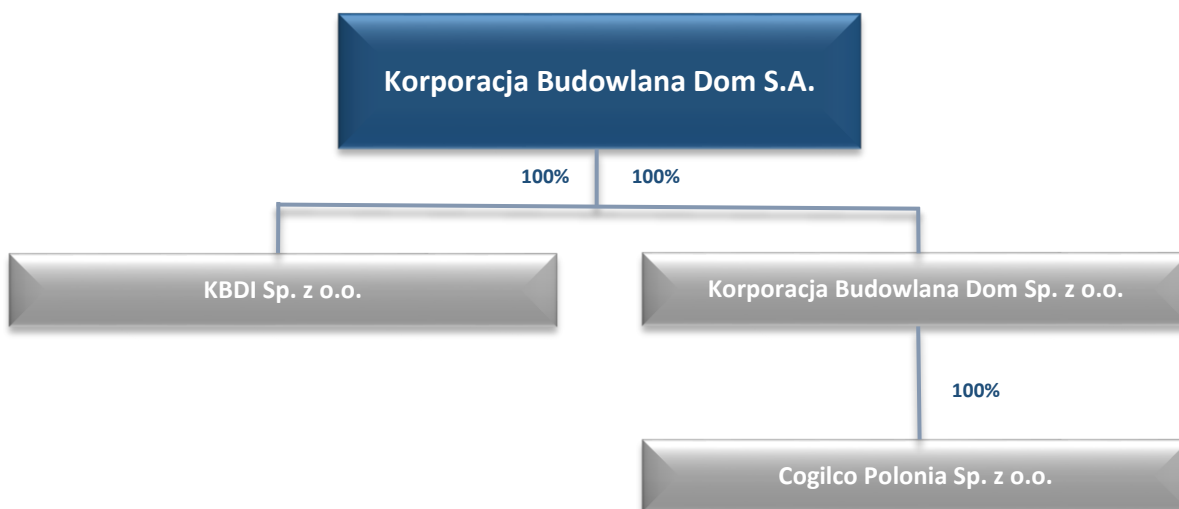 Korporacja Budowlana Dom S.A.
100% 100%
KBDI Sp. z o.o.
Korporacja Budowlana Dom Sp. z o.o.
100%
Cogilco Polonia Sp. z o.o.